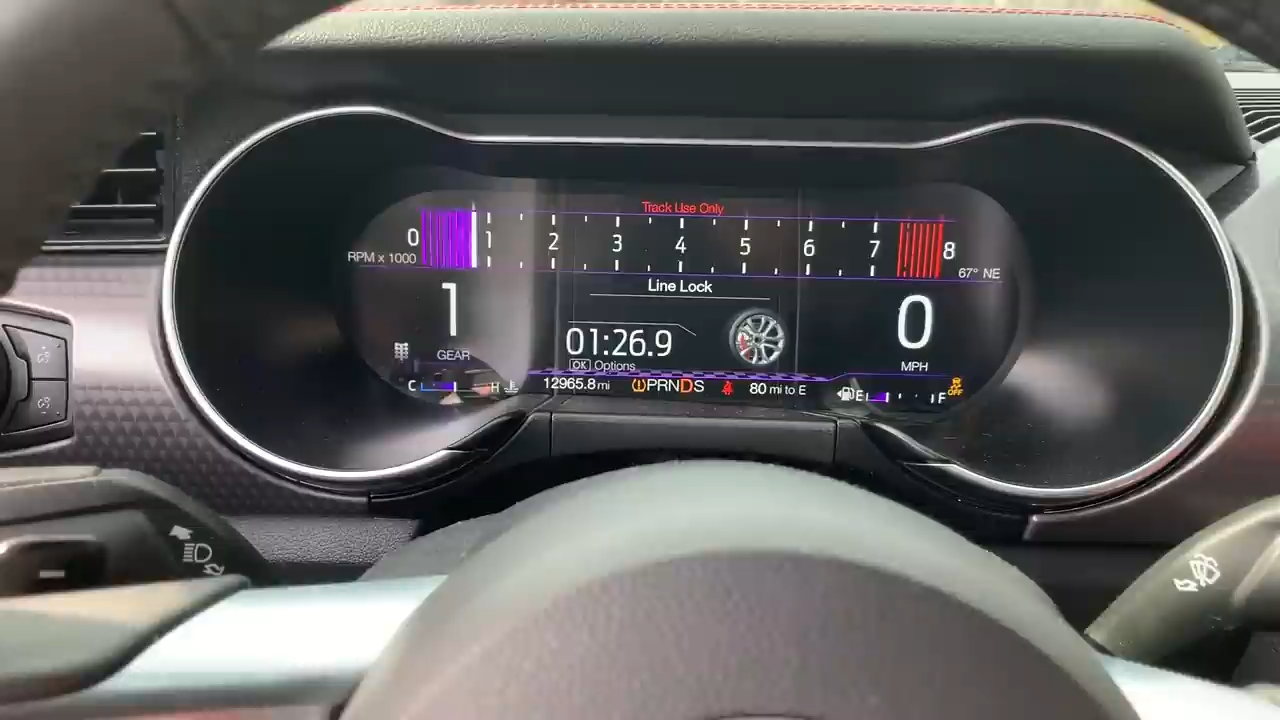 Track Use Only
0 1 2 3 4 5 6 7 8
RPM x 1000
67° NE
Line Lock
1
GEAR
01:26.9
OK Options
0
MPH
C H
12965.8 mi
PRNDS
80 mi to E
E F
OFF